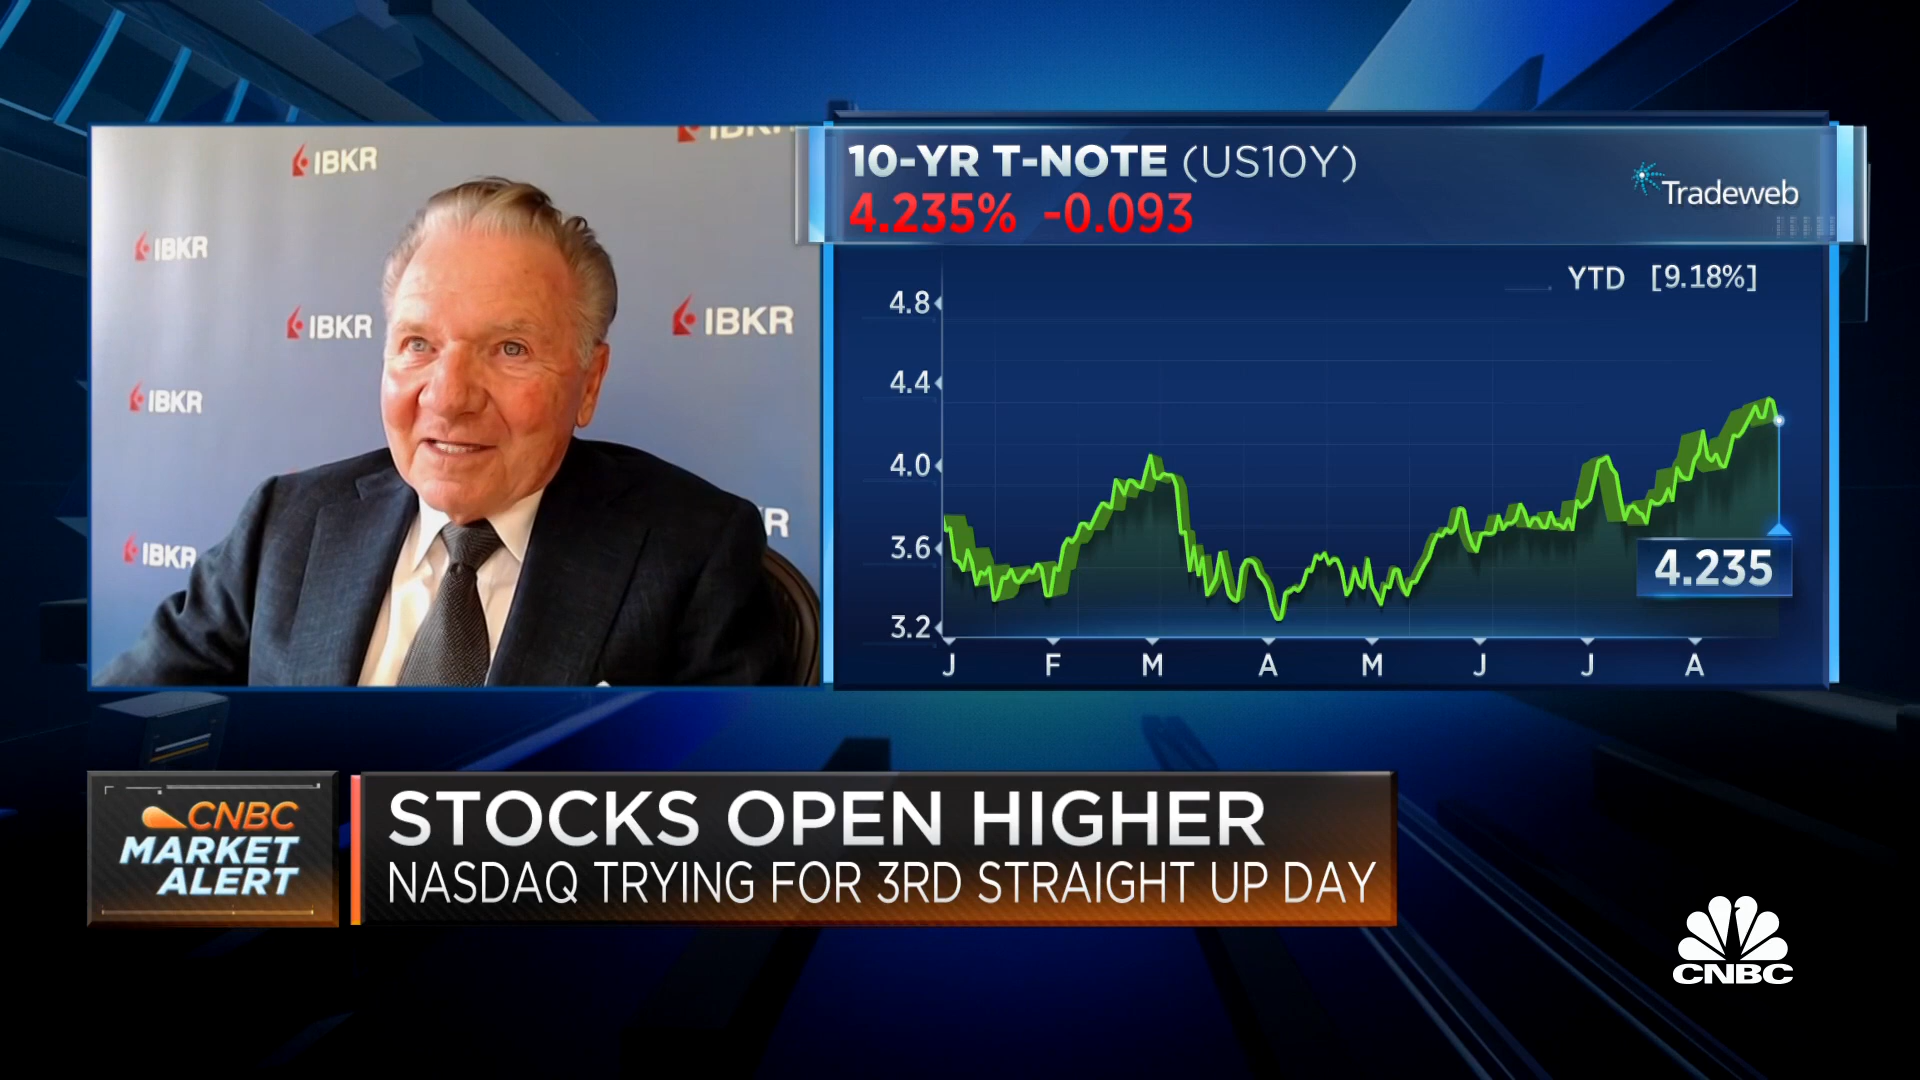 IBKR
IBKR
IBKR
IBKR
IBKR
IBKR
IBKR
10-YR T-NOTE (US10Y)
4.235% -0.093
Tradeweb
YTD [9.18%]
4.8
4.4
4.0
3.6
3.2
4.235
J F M A M J J A
CNBC
MARKET
ALERT
STOCKS OPEN HIGHER
NASDAQ TRYING FOR 3RD STRAIGHT UP DAY
CNBC